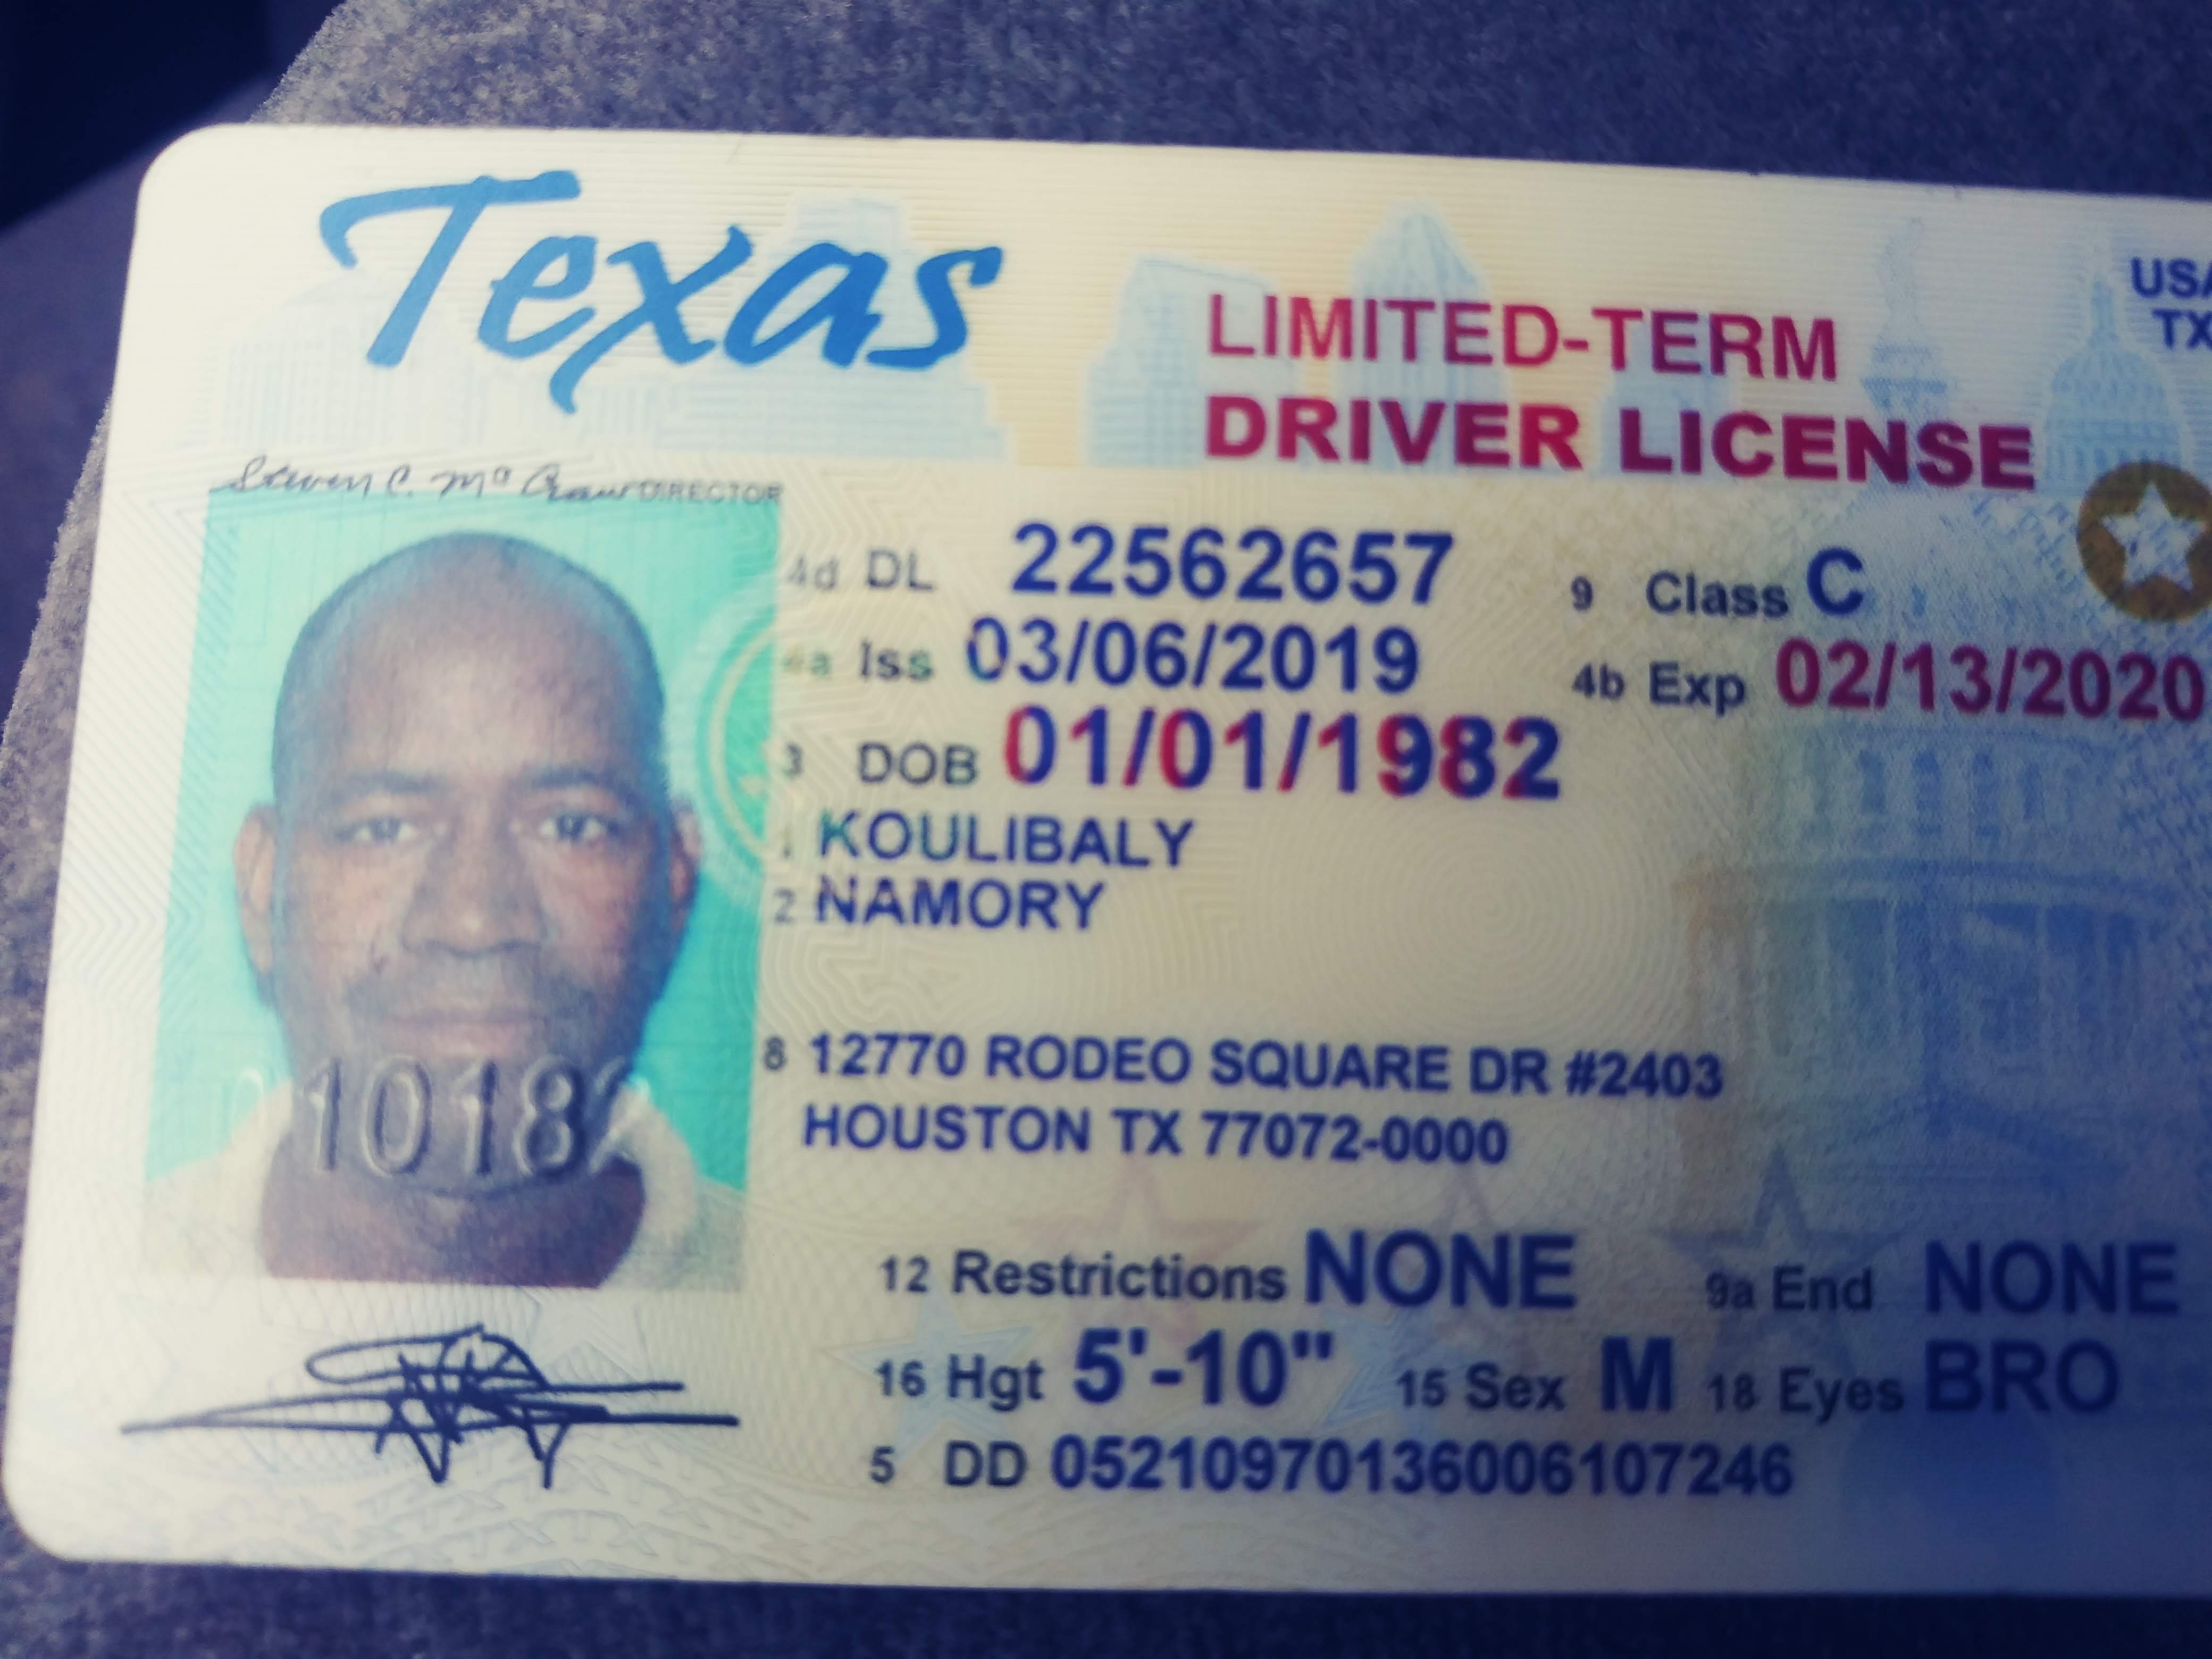 Texas
LIMITED-TERM
DRIVER LICENSE
USA
TX
Steven C. McCraw DIRECTOR
4d DL 22562657 9 Class C
4a Iss 03/06/2019 4b Exp 02/13/2020
3 DOB 01/01/1982
1 KOULIBALY
2 NAMORY
8 12770 RODEO SQUARE DR #2403
HOUSTON TX 77072-0000
010182
12 Restrictions NONE 9a End NONE
16 Hgt 5'-10" 15 Sex M 18 Eyes BRO
5 DD 05210970136006107246